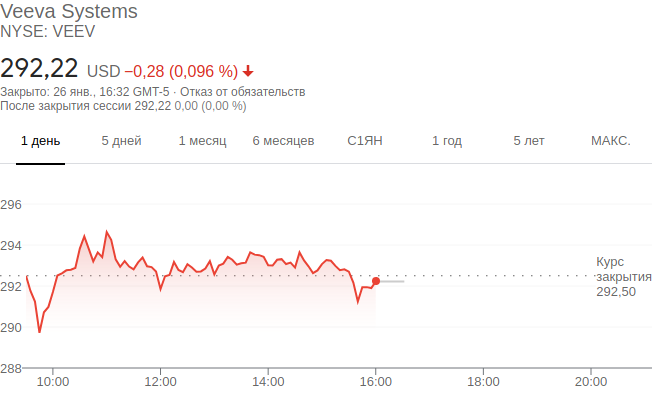 Veeva Systems
NYSE: VEEV
292,22 USD −0,28 (0,096 %)
Закрыто: 26 янв., 16:32 GMT-5 · Отказ от обязательств
После закрытия сессии 292,22 0,00 (0,00 %)
1 день 5 дней 1 месяц 6 месяцев С1ЯН 1 год 5 лет МАКС.
296
294
Курс
закрытия
292
292,50
290
288
10:00 12:00 14:00 16:00 18:00 20:00